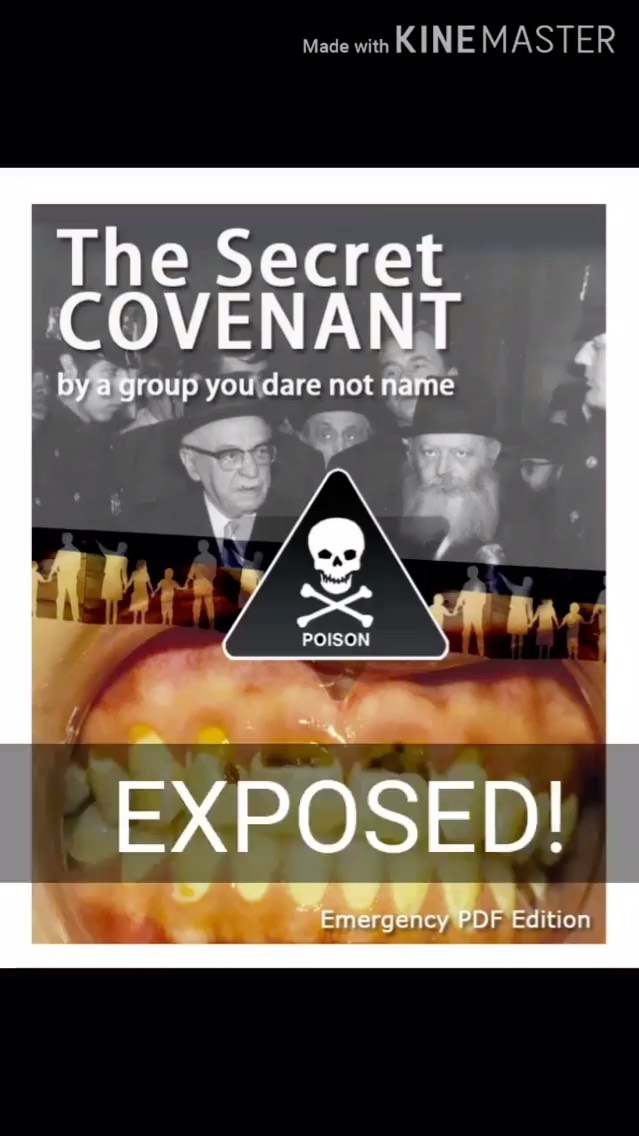 Made with KINEMASTER
The Secret
COVENANT
by a group you dare not name
POISON
EXPOSED!
Emergency PDF Edition